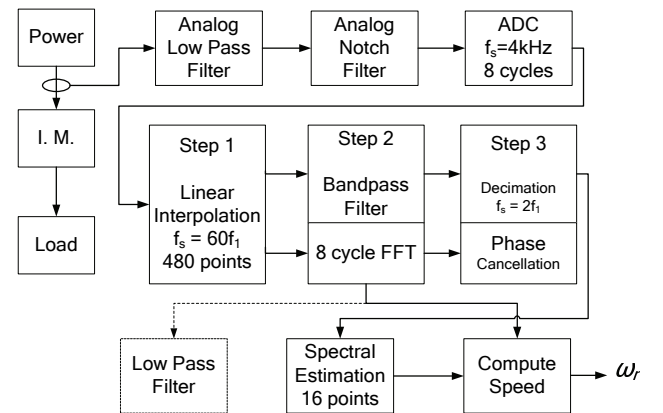 Power
Analog
Low Pass
Filter
Analog
Notch
Filter
ADC
fₛ=4kHz
8 cycles
I. M.
Load
Step 1
Linear
Interpolation
fₛ = 60f₁
480 points
Step 2
Bandpass
Filter
8 cycle FFT
Step 3
Decimation
fₛ = 2f₁
Phase
Cancellation
Low Pass
Filter
Spectral
Estimation
16 points
Compute
Speed
ωᵣ